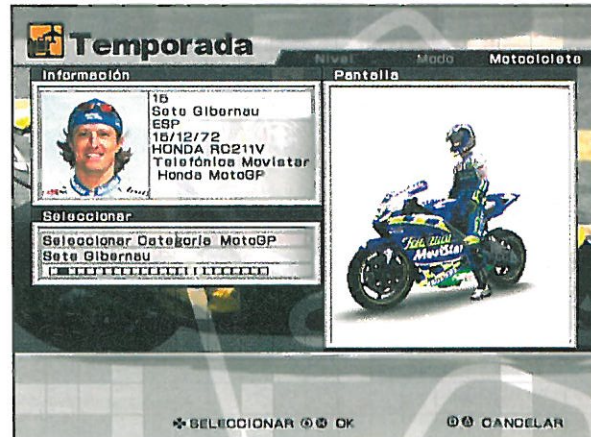 Temporada
Nivel Modo Motocicleta
Información
15
Sete Gibernau
ESP
15/12/72
HONDA RC211V
Telefónica Movistar
Honda MotoGP
Pantalla
Telefónica
MoviStar
Seleccionar
Seleccionar Categoría MotoGP
Sete Gibernau
SELECCIONAR OK
CANCELAR